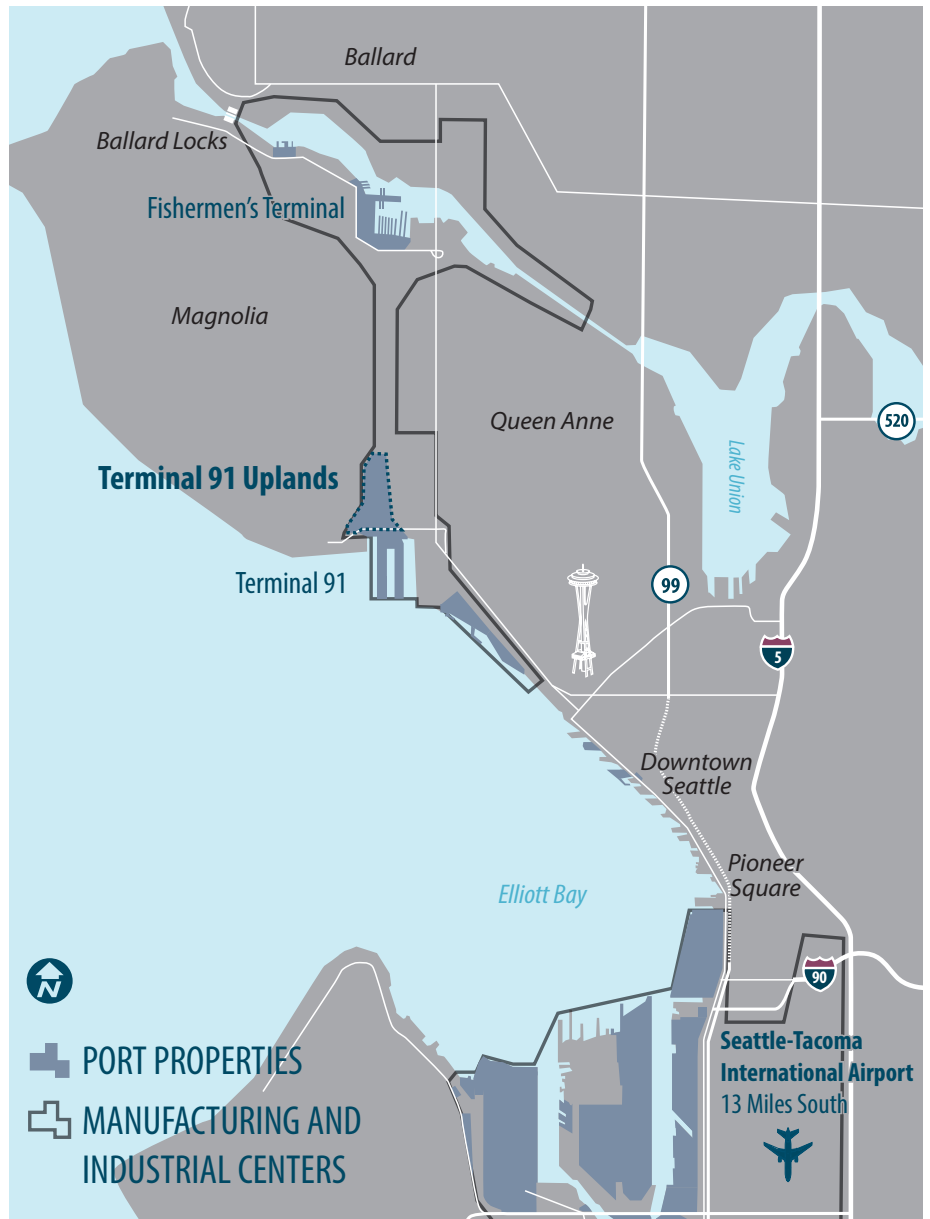 Ballard
Ballard Locks
Fishermen's Terminal
Magnolia
Queen Anne
520
Lake Union
Terminal 91 Uplands
Terminal 91
99
5
Downtown
Seattle
Pioneer
Square
Elliott Bay
N
90
PORT PROPERTIES
MANUFACTURING AND
INDUSTRIAL CENTERS
Seattle-Tacoma
International Airport
13 Miles South